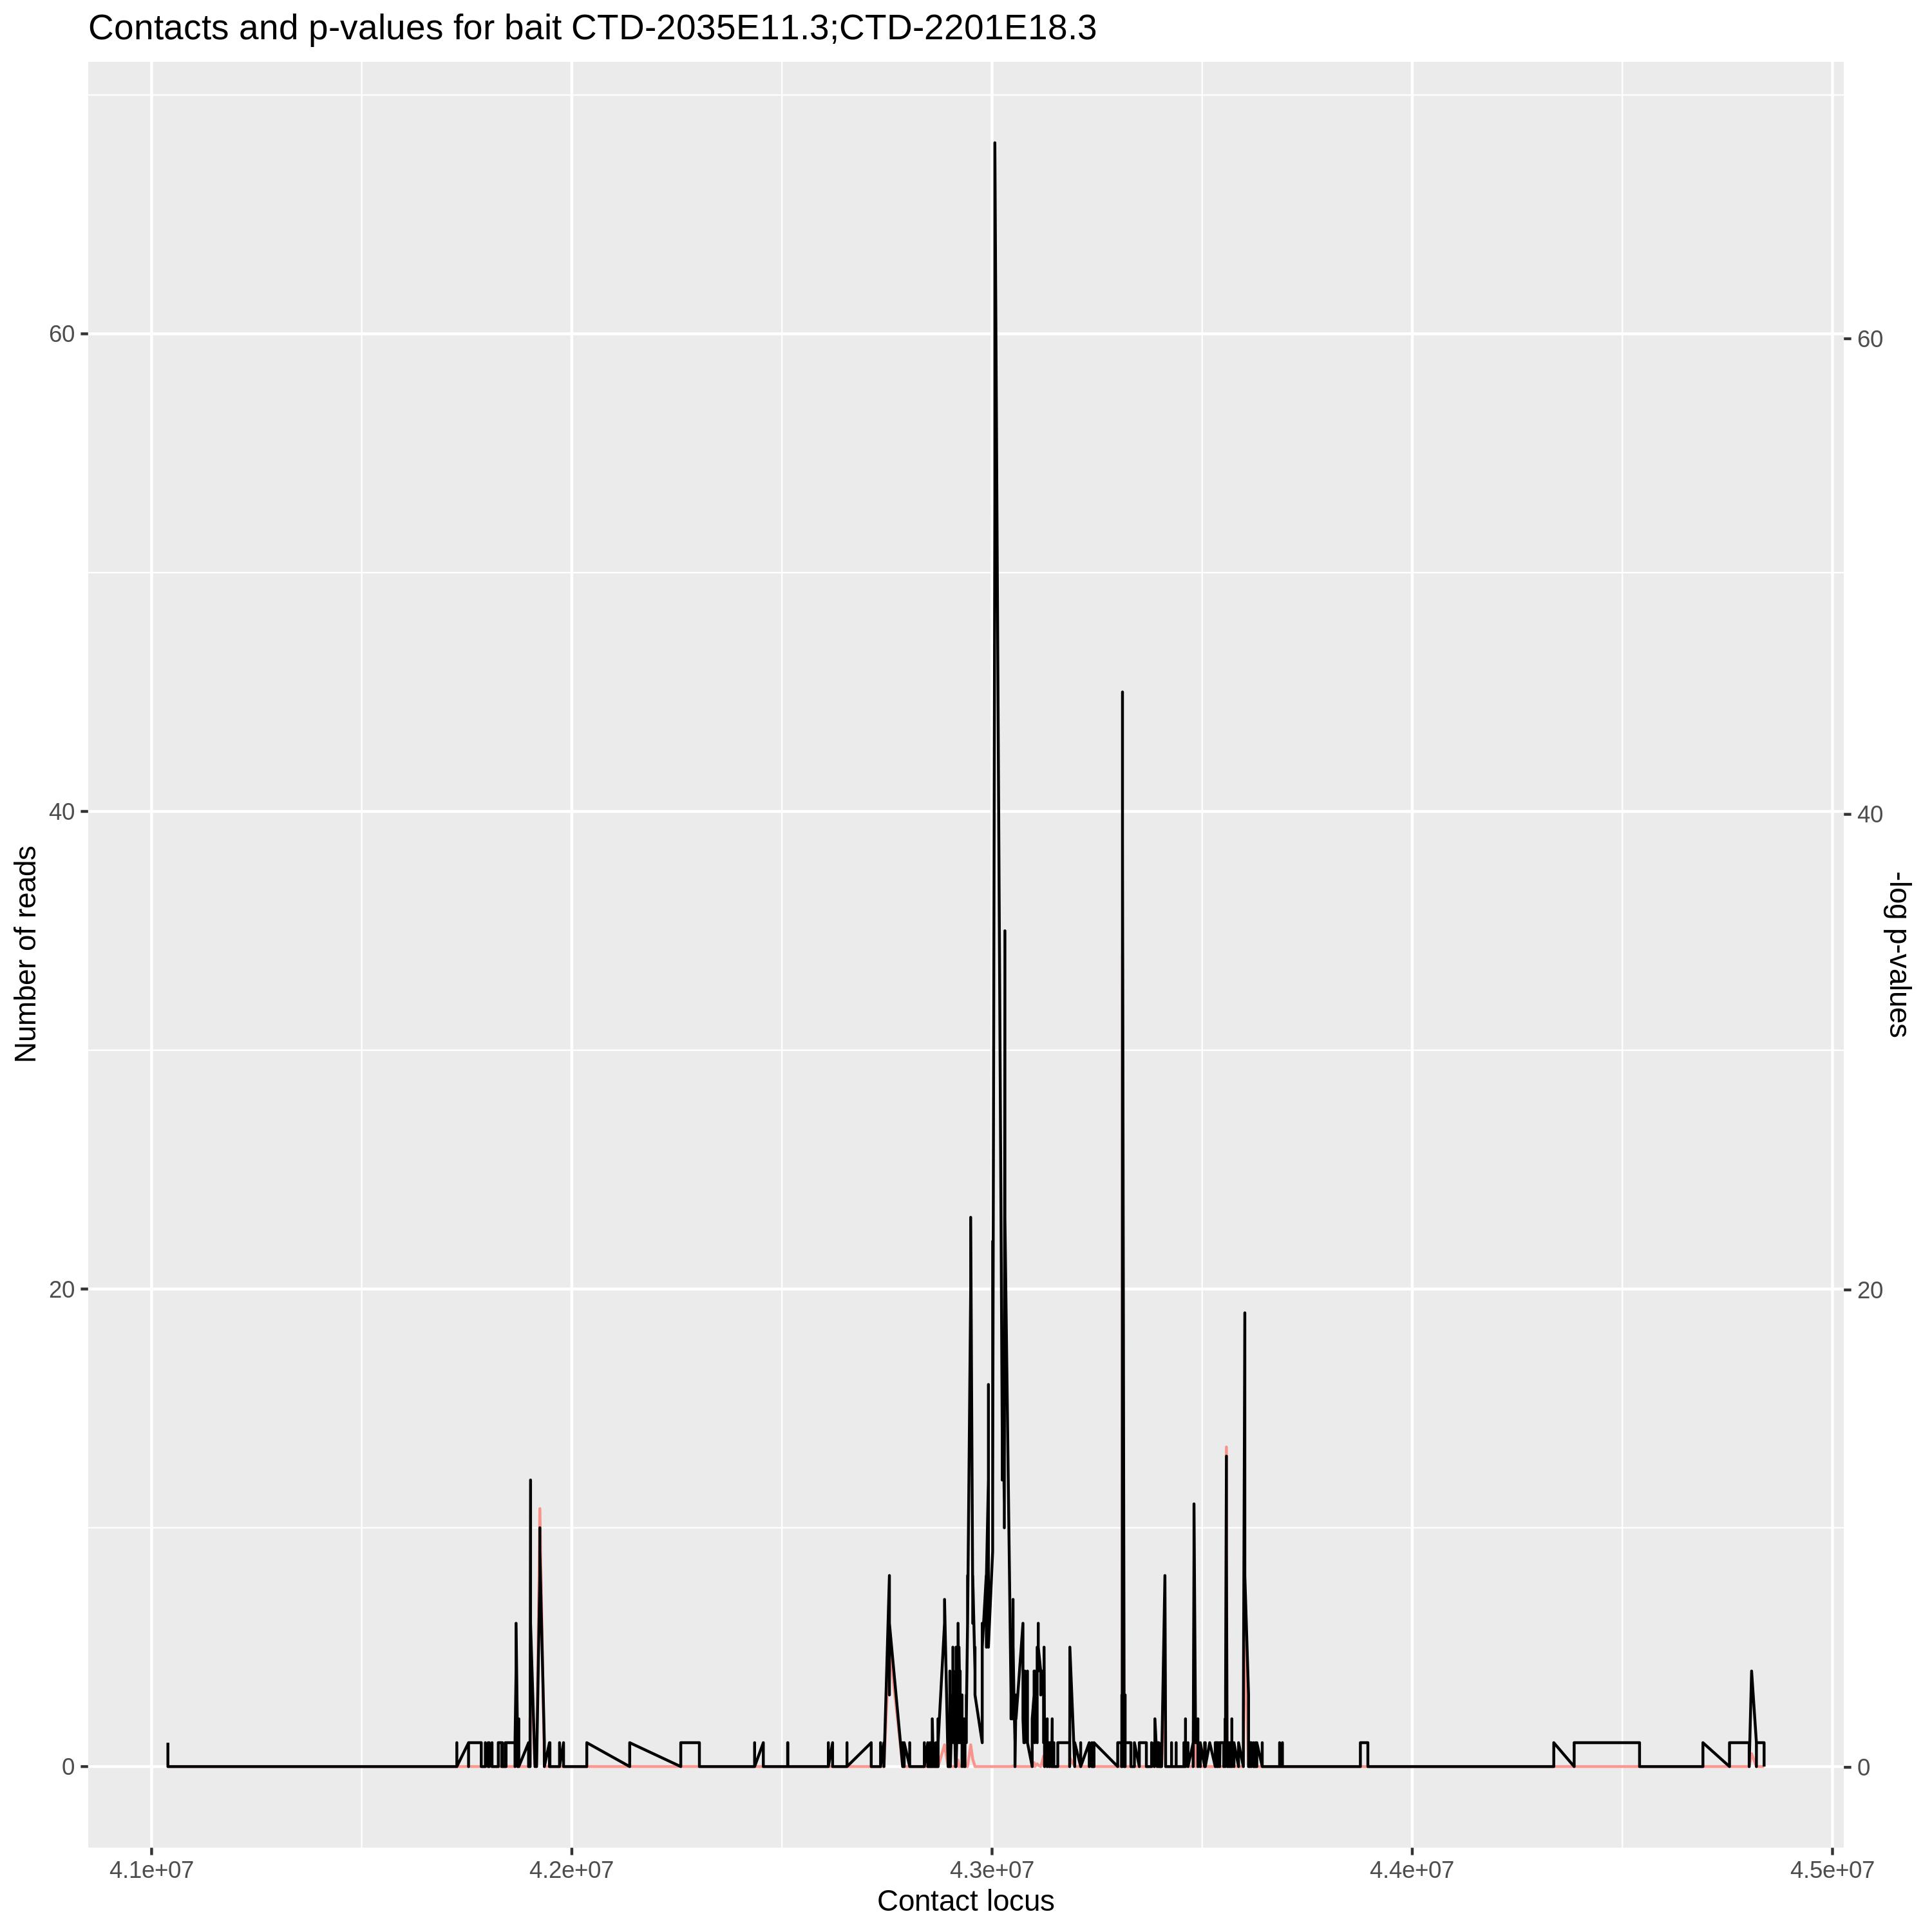 Contacts and p-values for bait CTD-2035E11.3;CTD-2201E18.3
60
40
20
0
Number of reads
60
40
20
0
-log p-values
4.1e+07
4.2e+07
4.3e+07
4.4e+07
4.5e+07
Contact locus